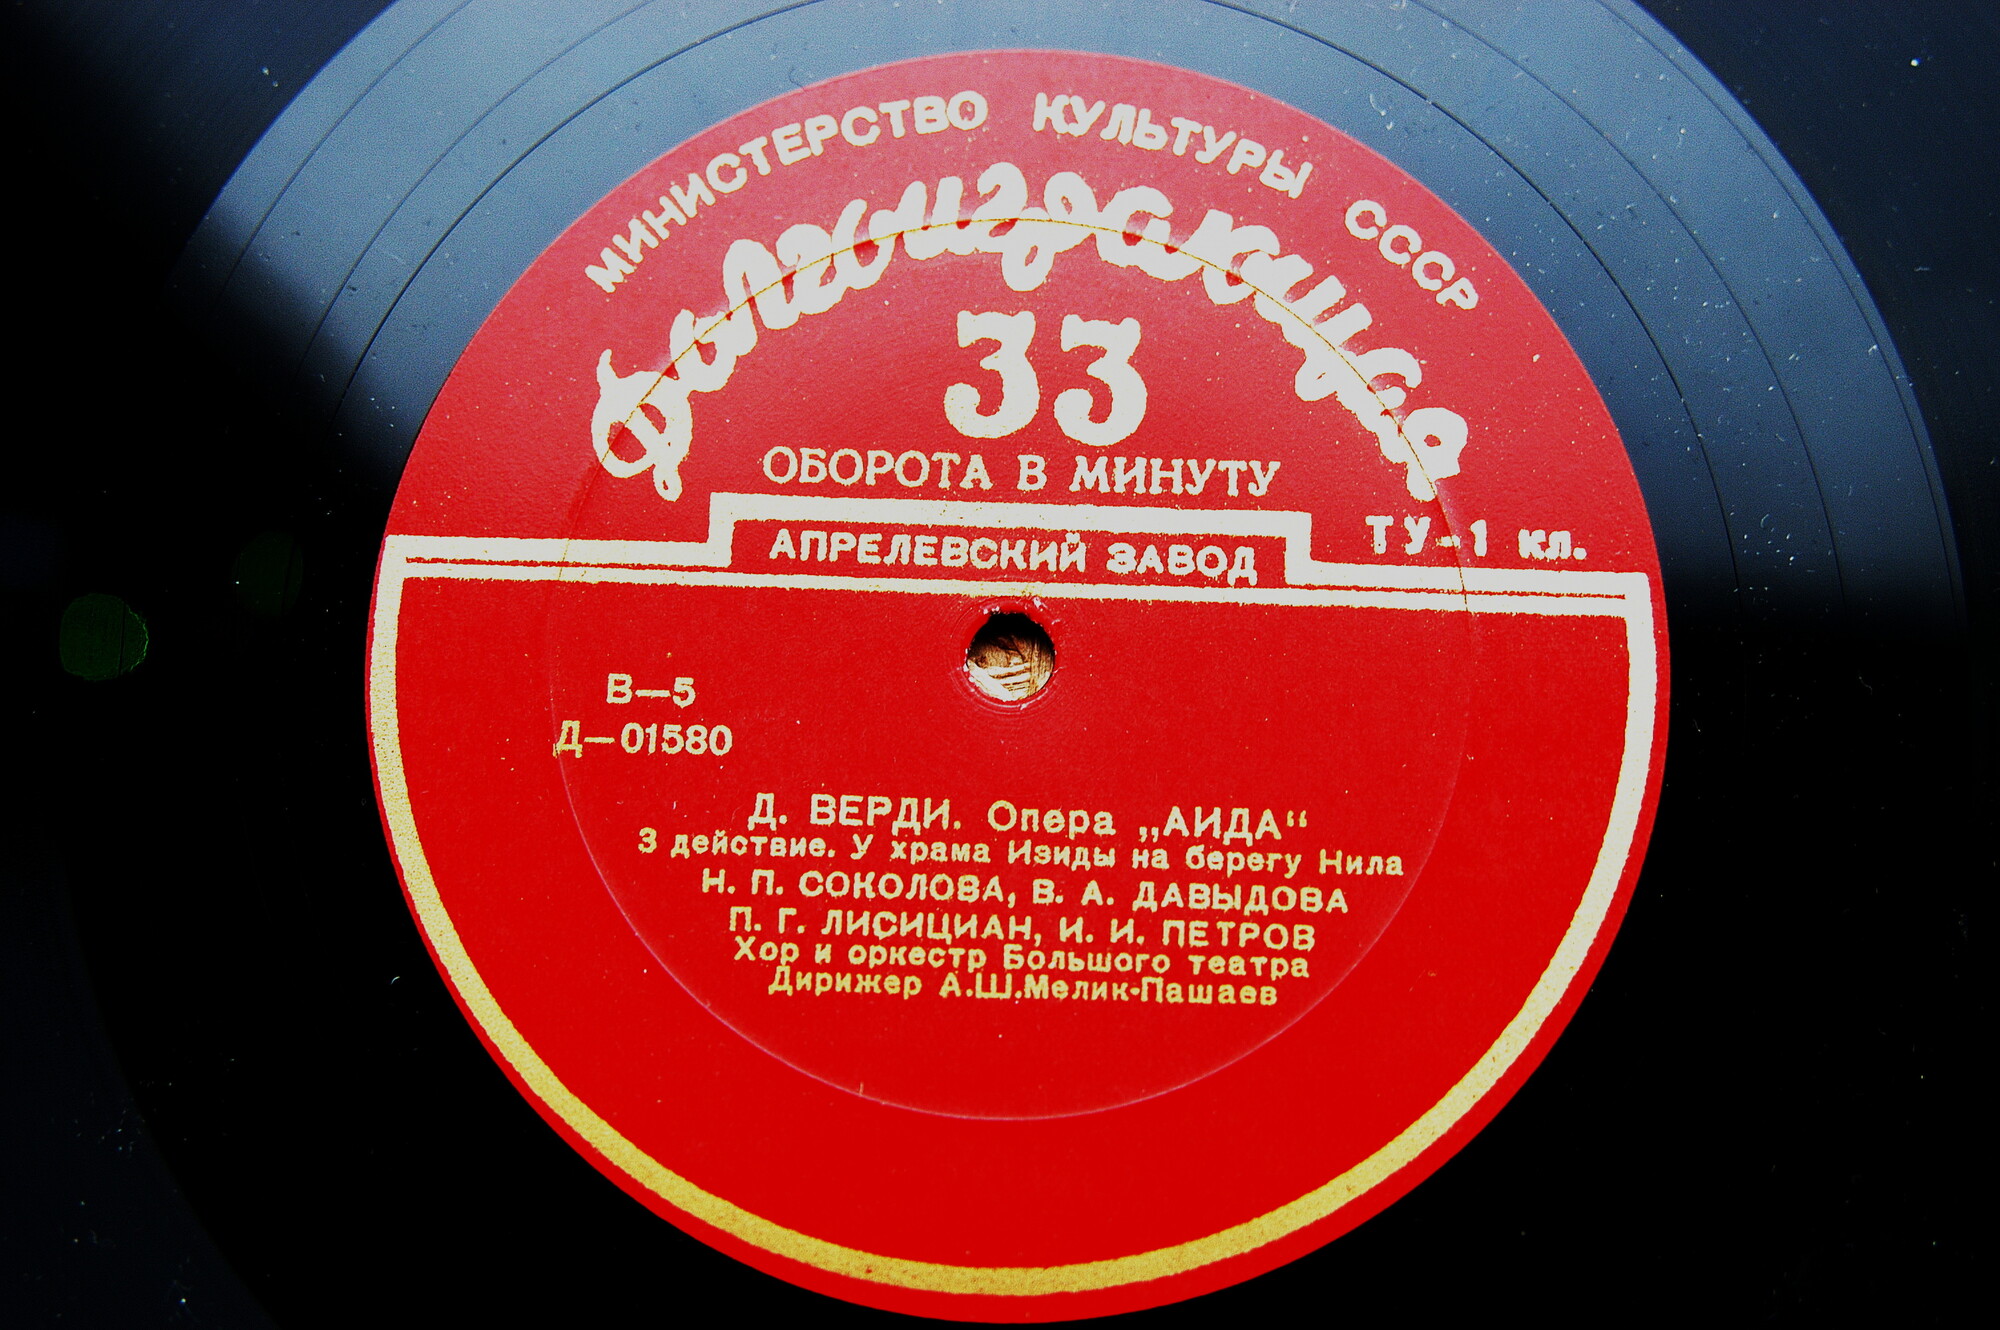 МИНИСТЕРСТВО КУЛЬТУРЫ СССР
Долгоиграющая
33
ОБОРОТА В МИНУТУ
ТУ-1 кл.
АПРЕЛЕВСКИЙ ЗАВОД
В—5
Д—01580
Д. ВЕРДИ. Опера „АИДА“
3 действие. У храма Изиды на берегу Нила
Н. П. СОКОЛОВА, В. А. ДАВЫДОВА
П. Г. ЛИСИЦИАН, И. И. ПЕТРОВ
Хор и оркестр Большого театра
Дирижер А.Ш.Мелик-Пашаев